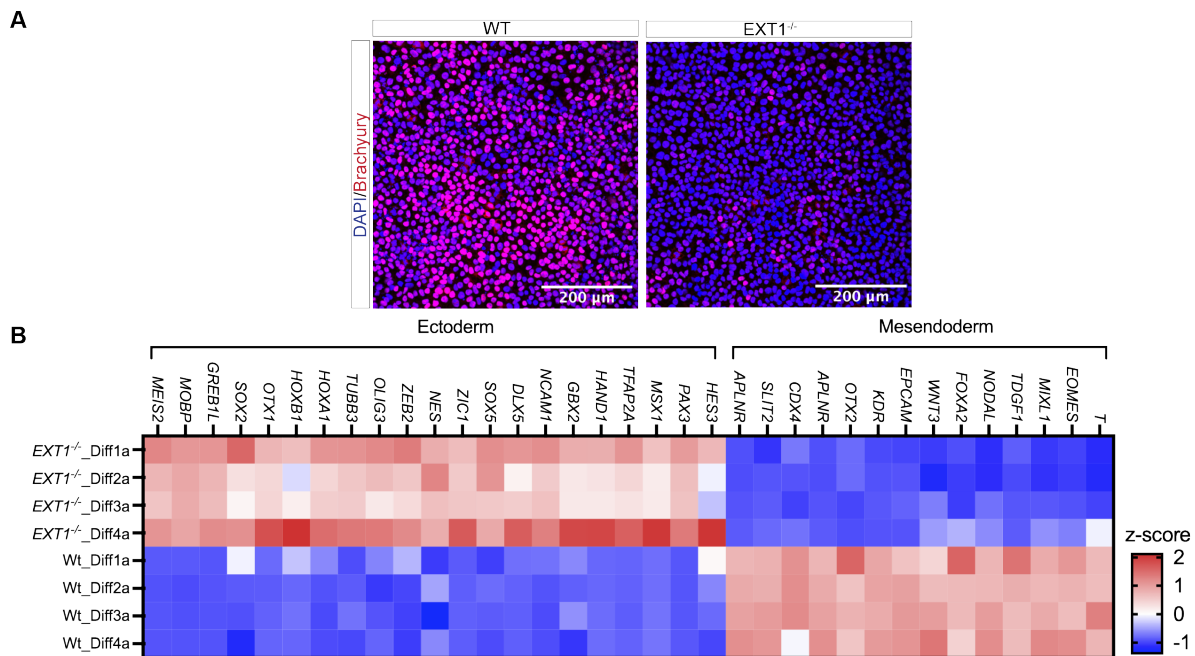 A
WT
EXT1-/-
DAPI/Brachyury
200 µm
200 µm
B
Ectoderm
Mesendoderm
MEIS2
MOBP
GREB1L
SOX2
OTX1
HOXB1
HOXA1
TUBB3
OLIG3
ZEB2
NES
ZIC1
SOX5
DLX5
NCAM1
GBX2
HAND1
TFAP2A
MSX1
PAX3
HES3
APLNR
SLIT2
CDX4
APLNR
OTX2
KDR
EPCAM
WNT3
FOXA2
NODAL
TDGF1
MIXL1
EOMES
T
EXT1-/-_Diff1a
EXT1-/-_Diff2a
EXT1-/-_Diff3a
EXT1-/-_Diff4a
Wt_Diff1a
Wt_Diff2a
Wt_Diff3a
Wt_Diff4a
z-score
2
1
0
-1